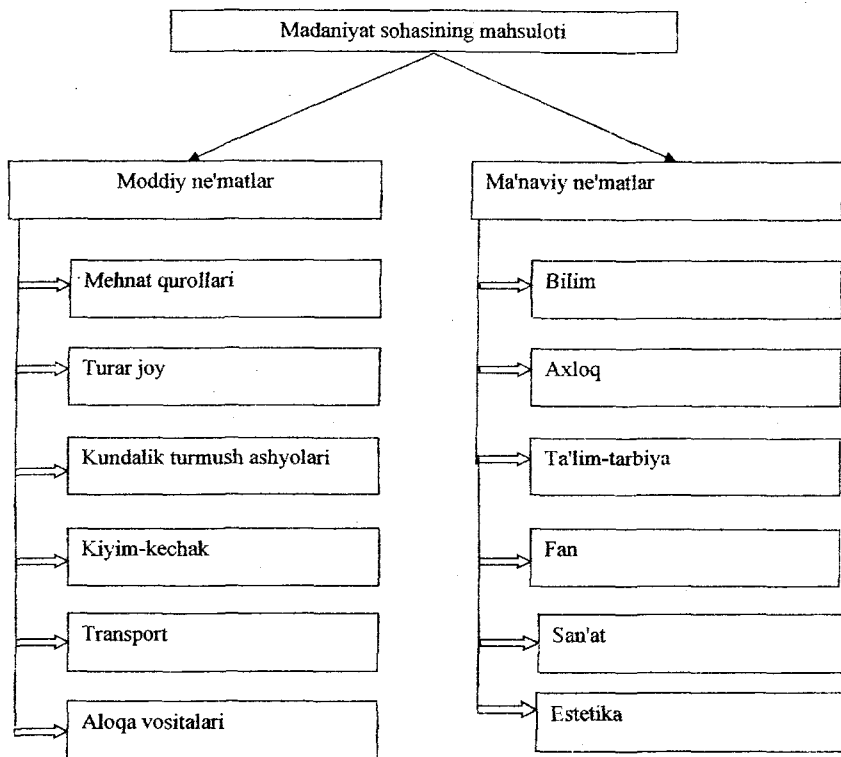 Madaniyat sohasining mahsuloti
Moddiy ne'matlar
Mehnat qurollari
Turar joy
Kundalik turmush ashyolari
Kiyim-kechak
Transport
Aloqa vositalari
Ma'naviy ne'matlar
Bilim
Axloq
Ta'lim-tarbiya
Fan
San'at
Estetika